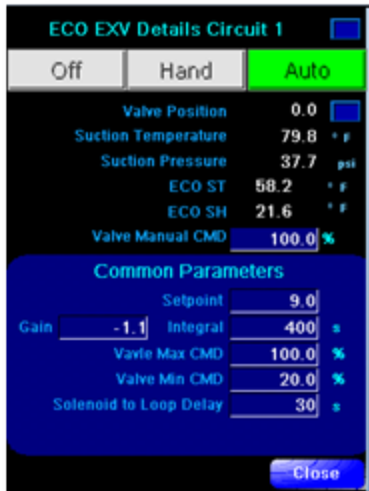 ECO EXV Details Circuit 1
Off Hand Auto
Valve Position 0.0
Suction Temperature 79.8 ° F
Suction Pressure 37.7 psi
ECO ST 58.2 ° F
ECO SH 21.6 ° F
Valve Manual CMD 100.0 %
Common Parameters
Setpoint 9.0
Gain -1.1 Integral 400 s
Vavle Max CMD 100.0 %
Valve Min CMD 20.0 %
Solenoid to Loop Delay 30 s
Close